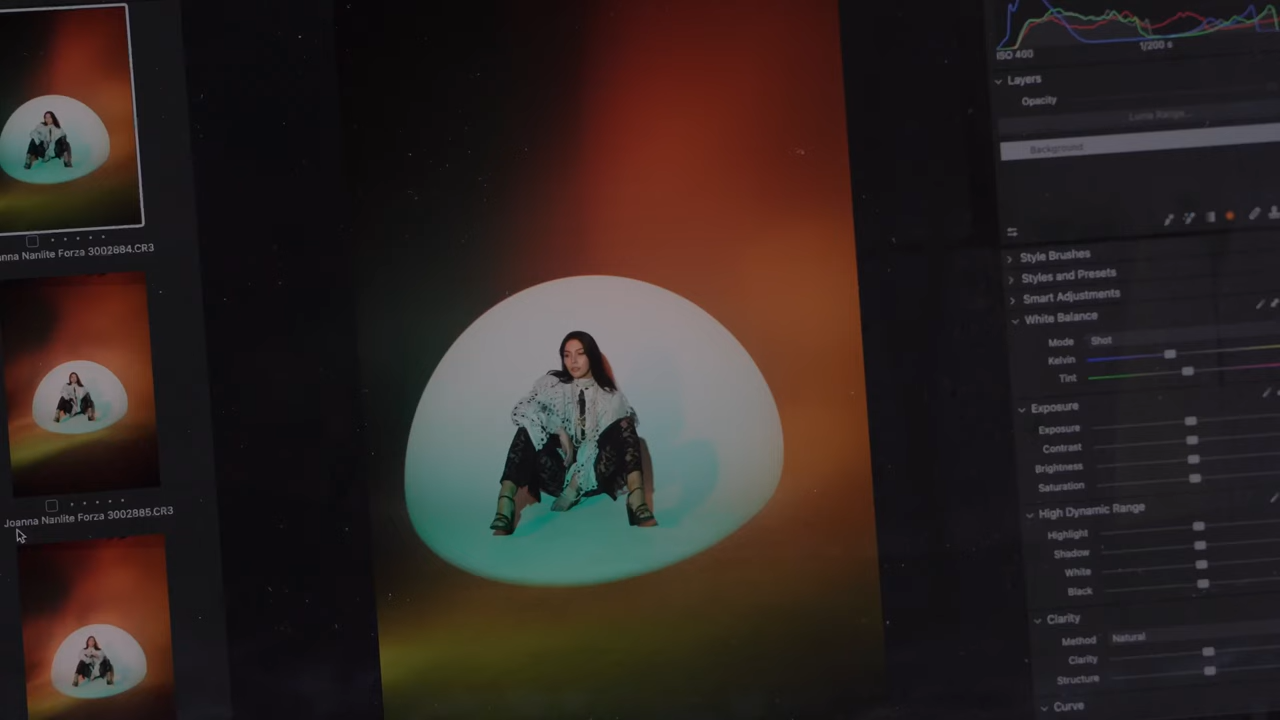 anna Nanlite Forza 3002884.CR3
Joanna Nanlite Forza 3002885.CR3
ISO 400
1/200 s
Layers
Opacity
Luma Range...
Background
Style Brushes
Styles and Presets
Smart Adjustments
White Balance
Mode Shot
Kelvin
Tint
Exposure
Exposure
Contrast
Brightness
Saturation
High Dynamic Range
Highlight
Shadow
White
Black
Clarity
Method Natural
Clarity
Structure
Curve